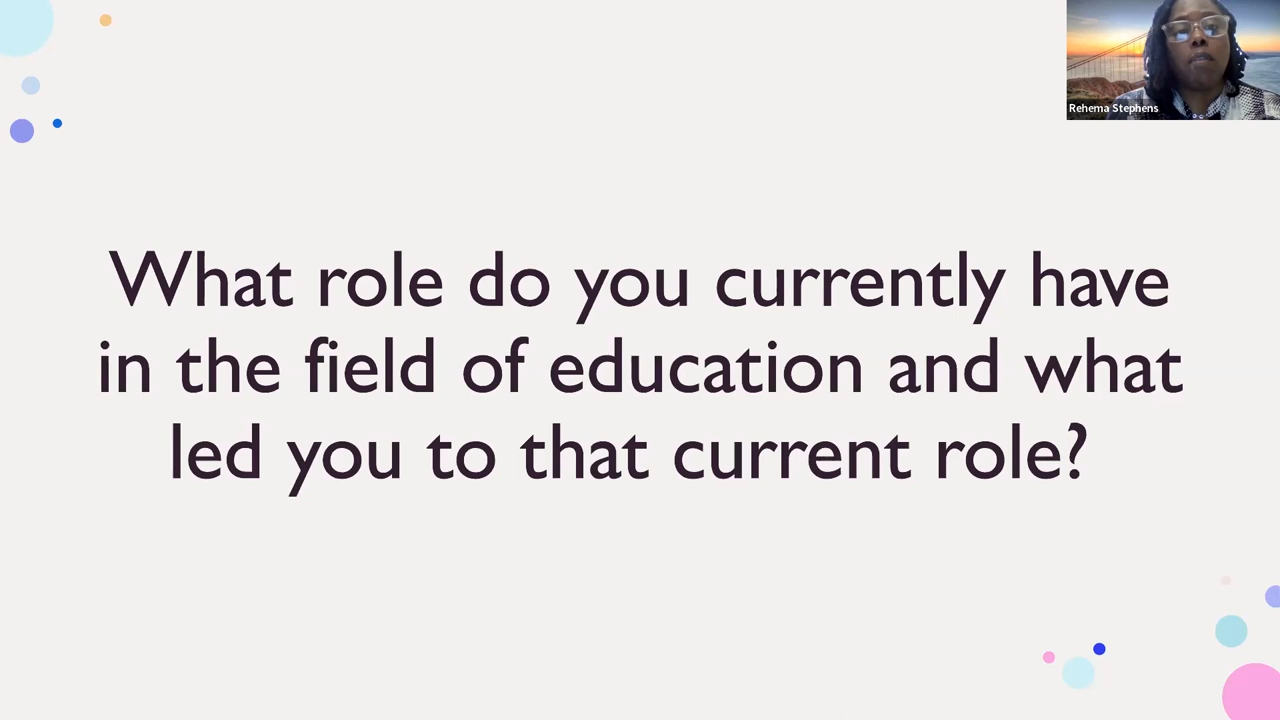 Rehema Stephens
What role do you currently have
in the field of education and what
led you to that current role?